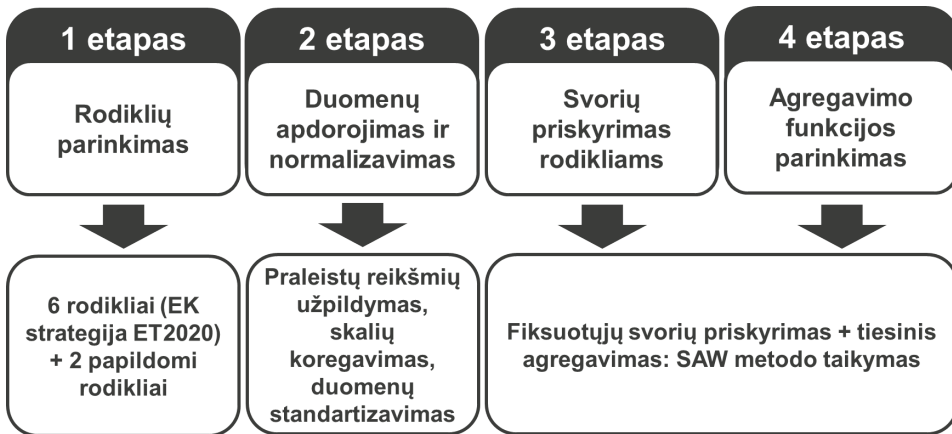 1 etapas
Rodiklių
parinkimas
2 etapas
Duomenų
apdorojimas ir
normalizavimas
3 etapas
Svorių
priskyrimas
rodikliams
4 etapas
Agregavimo
funkcijos
parinkimas
6 rodikliai (EK
strategija ET2020)
+ 2 papildomi
rodikliai
Praleistų reikšmių
užpildymas,
skalių
koregavimas,
duomenų
standartizavimas
Fiksuotųjų svorių priskyrimas + tiesinis
agregavimas: SAW metodo taikymas